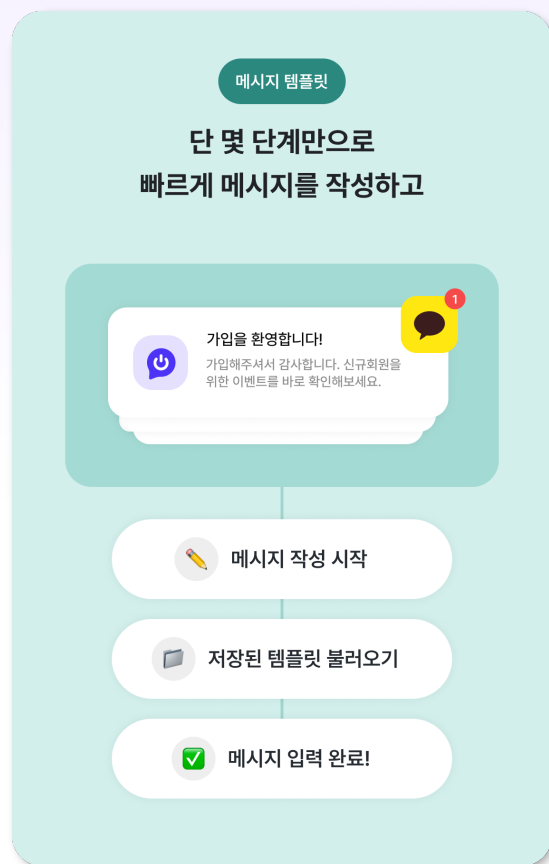 메시지 템플릿
단 몇 단계만으로
빠르게 메시지를 작성하고
1
가입을 환영합니다!
가입해주셔서 감사합니다. 신규회원을
위한 이벤트를 바로 확인해보세요.
메시지 작성 시작
저장된 템플릿 불러오기
메시지 입력 완료!